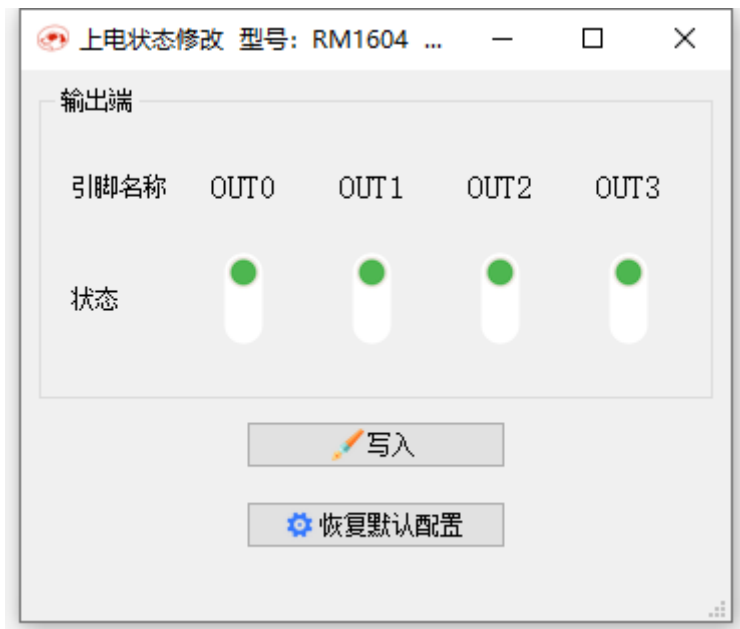 上电状态修改 型号: RM1604 ...
输出端
引脚名称 OUT0 OUT1 OUT2 OUT3
状态
写入
恢复默认配置